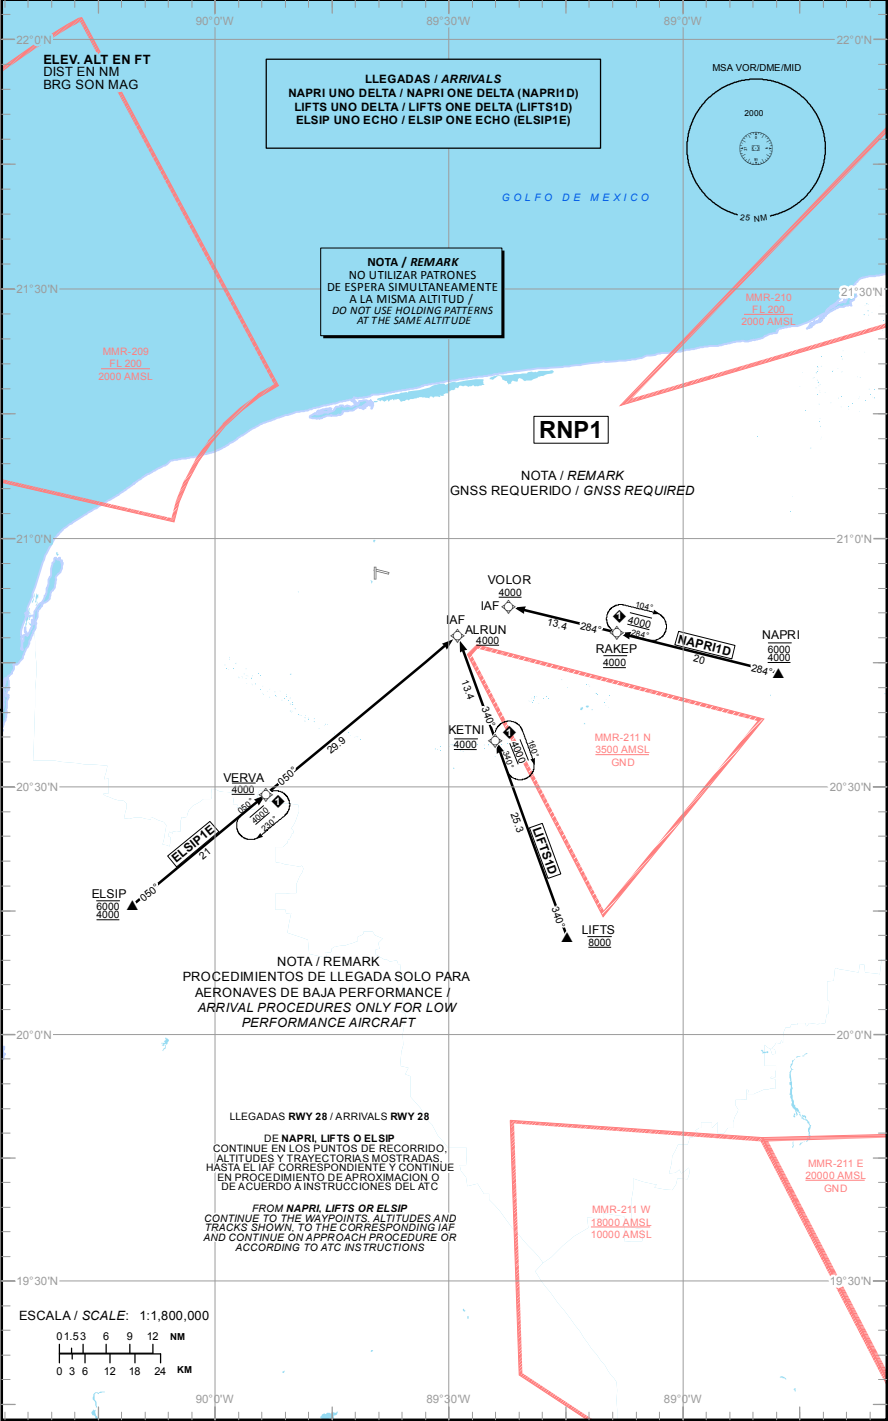 90°0'W
89°30'W
89°0'W
22°0'N
22°0'N
ELEV. ALT EN FT
DIST EN NM
BRG SON MAG
LLEGADAS / ARRIVALS
NAPRI UNO DELTA / NAPRI ONE DELTA (NAPRI1D)
LIFTS UNO DELTA / LIFTS ONE DELTA (LIFTS1D)
ELSIP UNO ECHO / ELSIP ONE ECHO (ELSIP1E)
MSA VOR/DME/MID
2000
25 NM
GOLFO DE MEXICO
NOTA / REMARK
NO UTILIZAR PATRONES
DE ESPERA SIMULTANEAMENTE
A LA MISMA ALTITUD /
DO NOT USE HOLDING PATTERNS
AT THE SAME ALTITUDE
21°30'N
21°30'N
MMR-210
FL 200
2000 AMSL
MMR-209
FL 200
2000 AMSL
RNP1
NOTA / REMARK
GNSS REQUERIDO / GNSS REQUIRED
21°0'N
21°0'N
VOLOR
4000
IAF
13.4
284°
104°
1
4000
284°
RAKEP
4000
NAPRI1D
20
NAPRI
6000
4000
284°
IAF
ALRUN
4000
13.4
340°
KETNI
4000
1
4000
160°
340°
MMR-211 N
3500 AMSL
GND
29.9
050°
VERVA
4000
20°30'N
20°30'N
050°
4000
2
230°
ELSIP1E
21
050°
ELSIP
6000
4000
25.3
LIFTS1D
340°
LIFTS
8000
NOTA / REMARK
PROCEDIMIENTOS DE LLEGADA SOLO PARA
AERONAVES DE BAJA PERFORMANCE /
ARRIVAL PROCEDURES ONLY FOR LOW
PERFORMANCE AIRCRAFT
20°0'N
20°0'N
LLEGADAS RWY 28 / ARRIVALS RWY 28
DE NAPRI, LIFTS O ELSIP
CONTINUE EN LOS PUNTOS DE RECORRIDO,
ALTITUDES Y TRAYECTORIAS MOSTRADAS,
HASTA EL IAF CORRESPONDIENTE Y CONTINUE
EN PROCEDIMIENTO DE APROXIMACION O
DE ACUERDO A INSTRUCCIONES DEL ATC
FROM NAPRI, LIFTS OR ELSIP
CONTINUE TO THE WAYPOINTS, ALTITUDES AND
TRACKS SHOWN, TO THE CORRESPONDING IAF
AND CONTINUE ON APPROACH PROCEDURE OR
ACCORDING TO ATC INSTRUCTIONS
MMR-211 E
20000 AMSL
GND
MMR-211 W
18000 AMSL
10000 AMSL
19°30'N
19°30'N
ESCALA / SCALE: 1:1,800,000
0 1.5 3 6 9 12 NM
0 3 6 12 18 24 KM
90°0'W
89°30'W
89°0'W